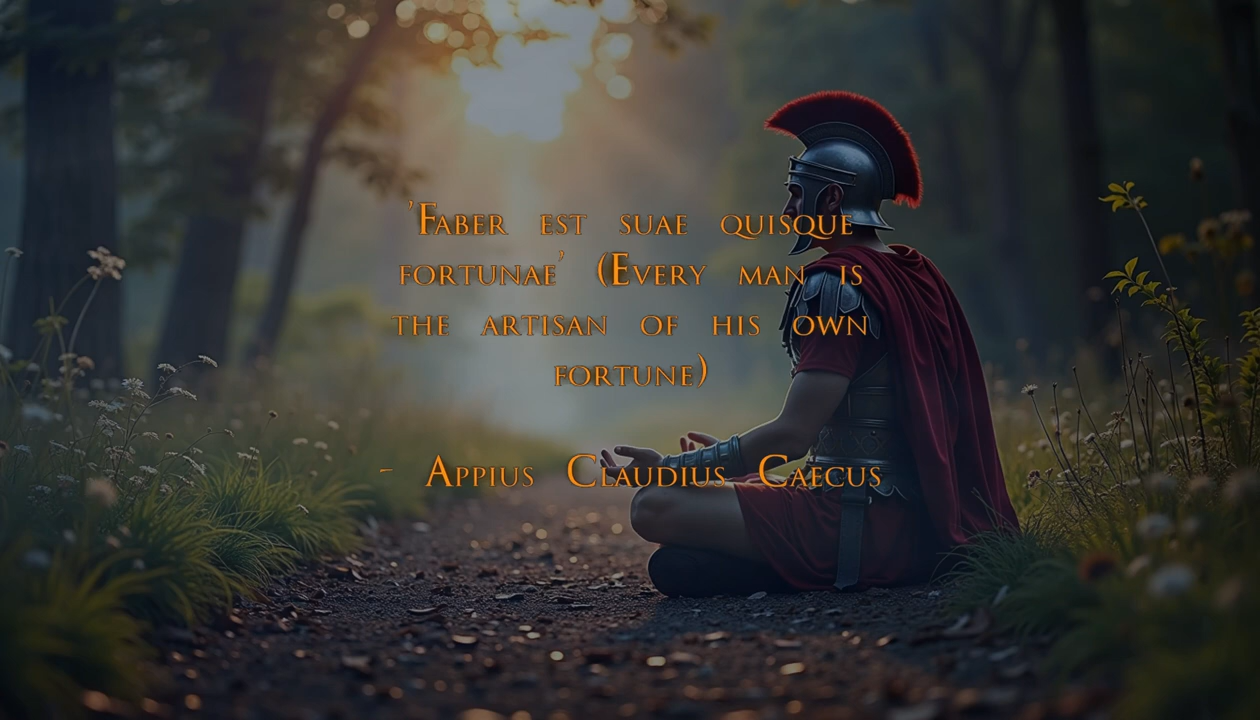 'Faber est suae quisque
fortunae' (Every man is
the artisan of his own
fortune)
- Appius Claudius Caecus